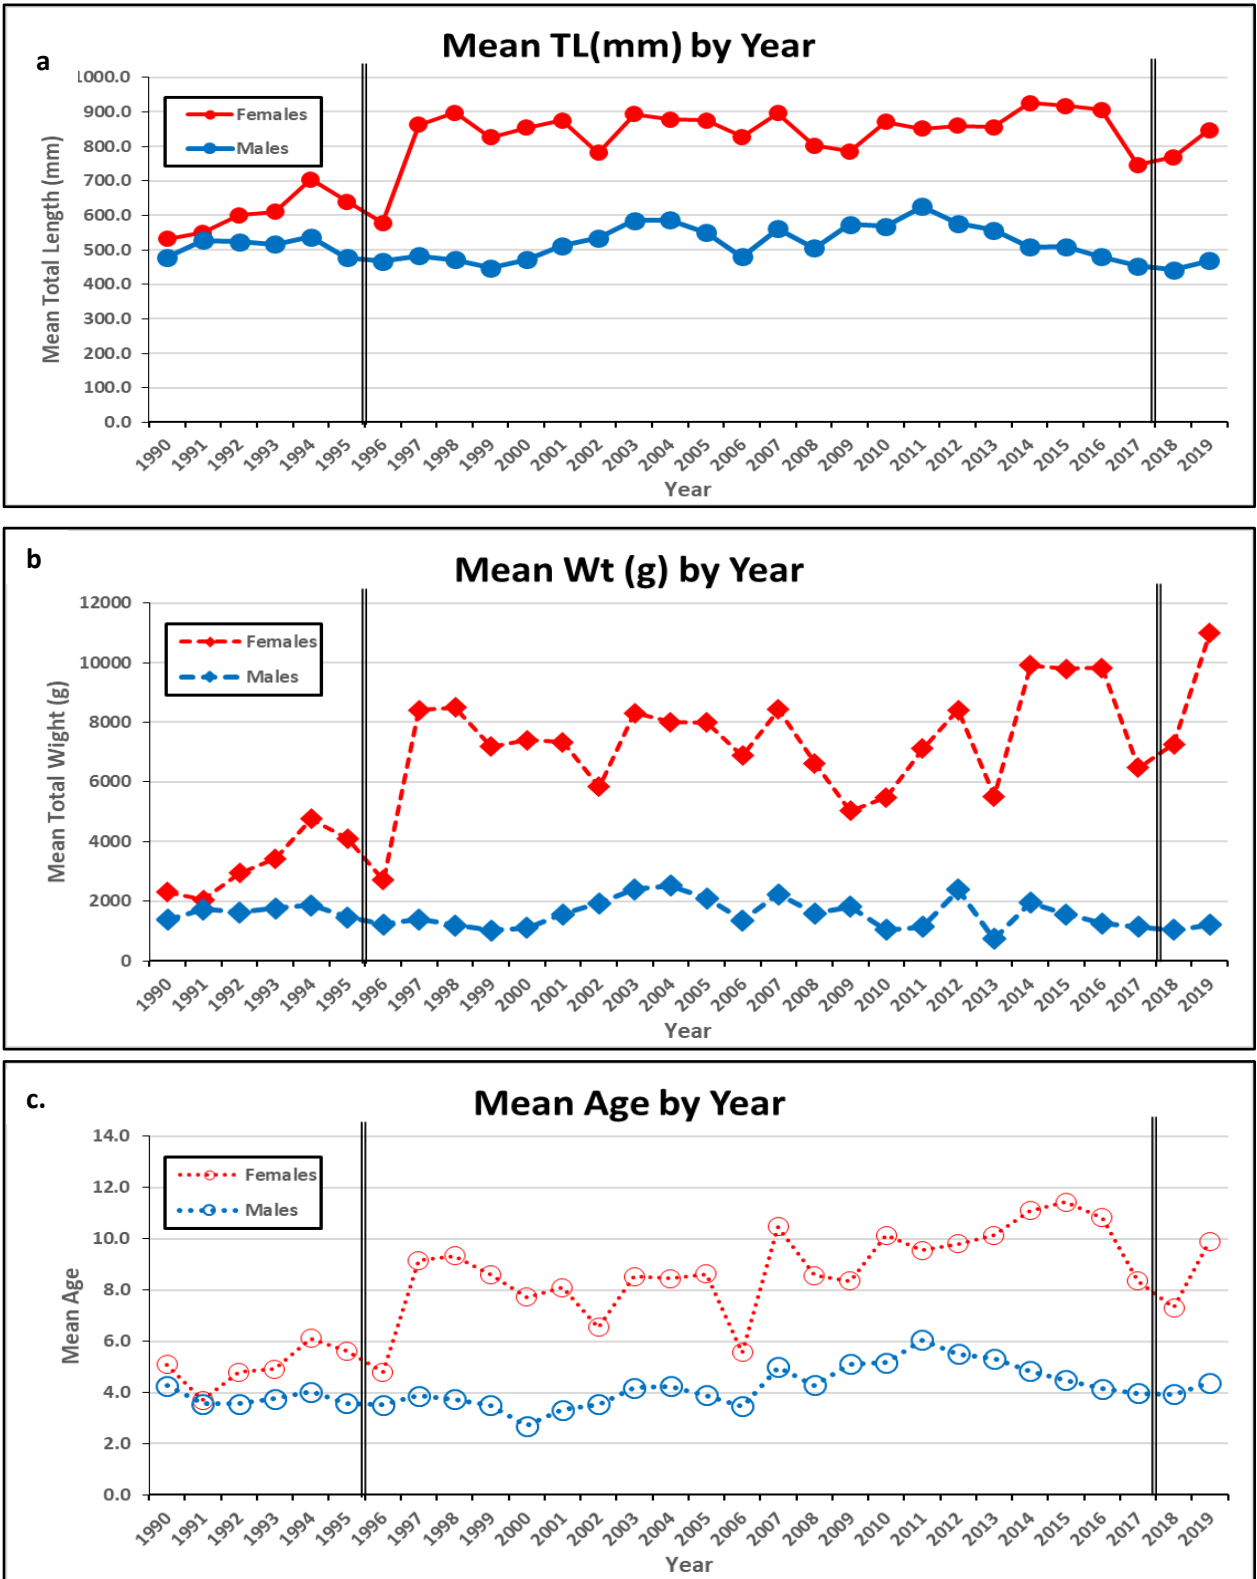 a
Mean TL(mm) by Year
1000.0
900.0
800.0
700.0
600.0
500.0
400.0
300.0
200.0
100.0
0.0
Mean Total Length (mm)
Females
Males
1990 1991 1992 1993 1994 1995 1996 1997 1998 1999 2000 2001 2002 2003 2004 2005 2006 2007 2008 2009 2010 2011 2012 2013 2014 2015 2016 2017 2018 2019
Year
b
Mean Wt (g) by Year
12000
10000
8000
6000
4000
2000
0
Mean Total Wight (g)
Females
Males
1990 1991 1992 1993 1994 1995 1996 1997 1998 1999 2000 2001 2002 2003 2004 2005 2006 2007 2008 2009 2010 2011 2012 2013 2014 2015 2016 2017 2018 2019
Year
c.
Mean Age by Year
14.0
12.0
10.0
8.0
6.0
4.0
2.0
0.0
Mean Age
Females
Males
1990 1991 1992 1993 1994 1995 1996 1997 1998 1999 2000 2001 2002 2003 2004 2005 2006 2007 2008 2009 2010 2011 2012 2013 2014 2015 2016 2017 2018 2019
Year